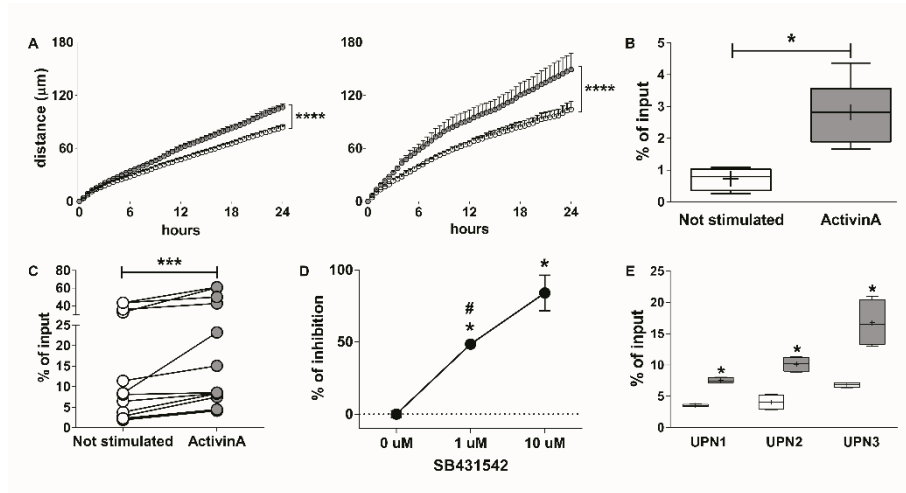 A
180
120
60
0
distance (μm)
0 6 12 18 24
hours
****
180
120
60
0
0 6 12 18 24
hours
****
B
6
5
4
3
2
1
0
% of input
*
Not stimulated ActivinA
C
80
60
40
20
25
20
15
10
5
0
% of input
***
Not stimulated ActivinA
D
100
50
0
% of inhibition
#
*
*
0 uM 1 uM 10 uM
SB431542
E
25
20
15
10
5
0
% of input
*
*
*
UPN1 UPN2 UPN3